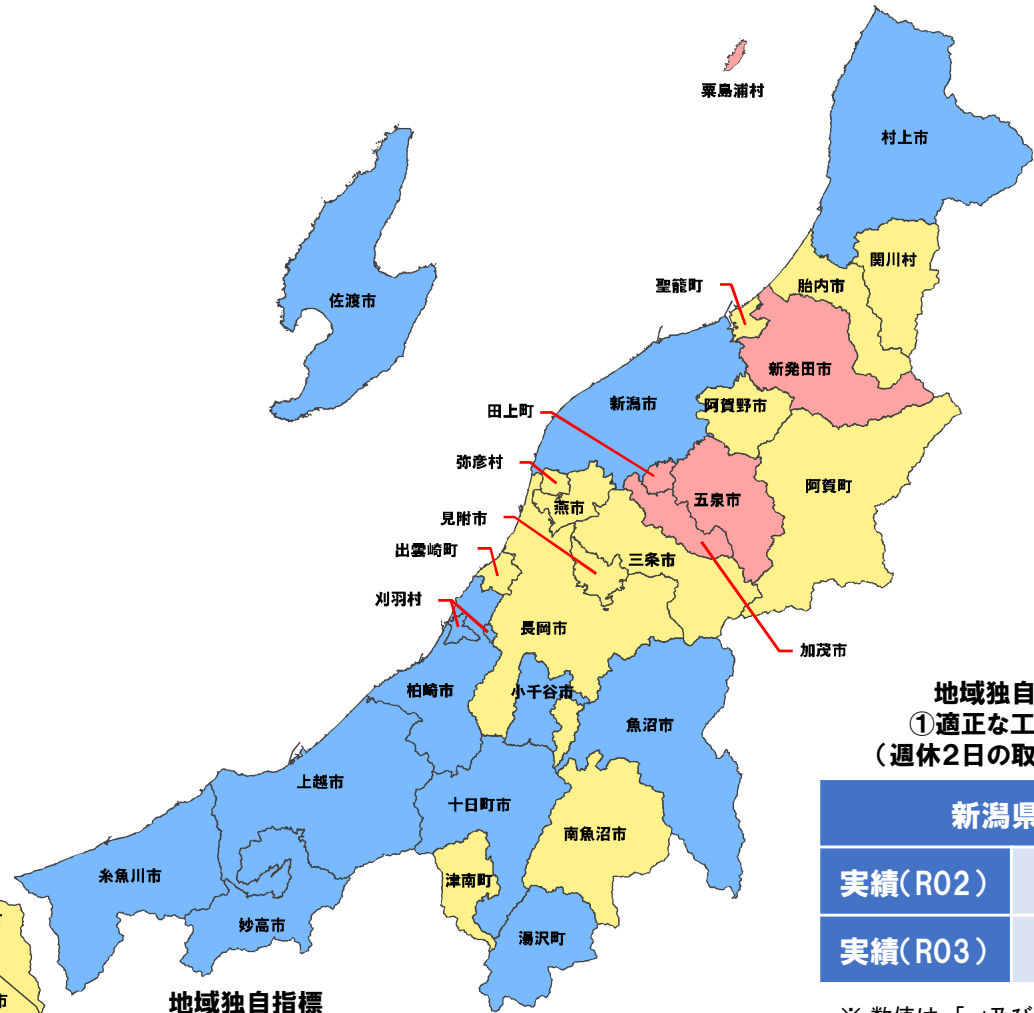 粟島浦村
村上市
関川村
聖籠町
胎内市
佐渡市
新発田市
新潟市
阿賀野市
田上町
弥彦村
阿賀町
五泉市
燕市
見附市
出雲崎町
三条市
刈羽村
長岡市
加茂市
柏崎市
小千谷市
魚沼市
地域独自
①適正な工
（週休2日の取
上越市
十日町市
新潟県
南魚沼市
糸魚川市
津南町
実績(R02)
妙高市
湯沢町
実績(R03)
市
地域独自指標